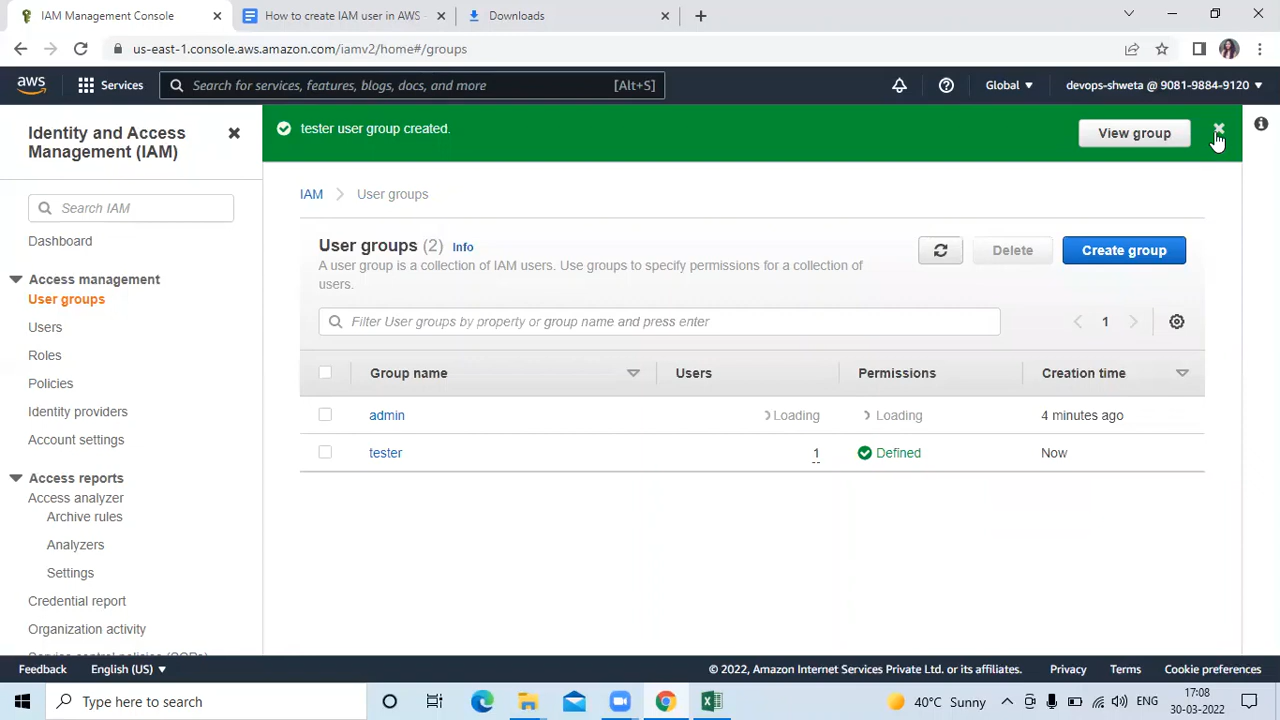 IAM Management Console
How to create IAM user in AWS
Downloads
us-east-1.console.aws.amazon.com/iamv2/home#/groups
aws
Services
Search for services, features, blogs, docs, and more
[Alt+S]
Global
devops-shweta @ 9081-9884-9120
Identity and Access
Management (IAM)
Search IAM
Dashboard
Access management
User groups
Users
Roles
Policies
Identity providers
Account settings
Access reports
Access analyzer
Archive rules
Analyzers
Settings
Credential report
Organization activity
Service control policies (SCPs)
tester user group created.
View group
IAM
User groups
User groups (2)
Info
A user group is a collection of IAM users. Use groups to specify permissions for a collection of
users.
Delete
Create group
Filter User groups by property or group name and press enter
1
Group name
Users
Permissions
Creation time
admin
Loading
Loading
4 minutes ago
tester
1
Defined
Now
Feedback
English (US)
© 2022, Amazon Internet Services Private Ltd. or its affiliates.
Privacy
Terms
Cookie preferences
Type here to search
40°C Sunny
ENG
17:08
30-03-2022